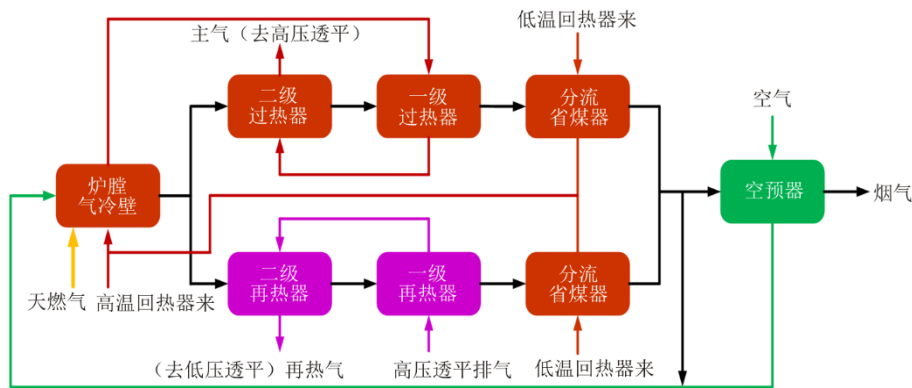 低温回热器来
主气（去高压透平）
二级
过热器
一级
过热器
分流
省煤器
空气
炉膛
气冷壁
空预器
烟气
二级
再热器
一级
再热器
分流
省煤器
天燃气
高温回热器来
（去低压透平）再热气
高压透平排气
低温回热器来